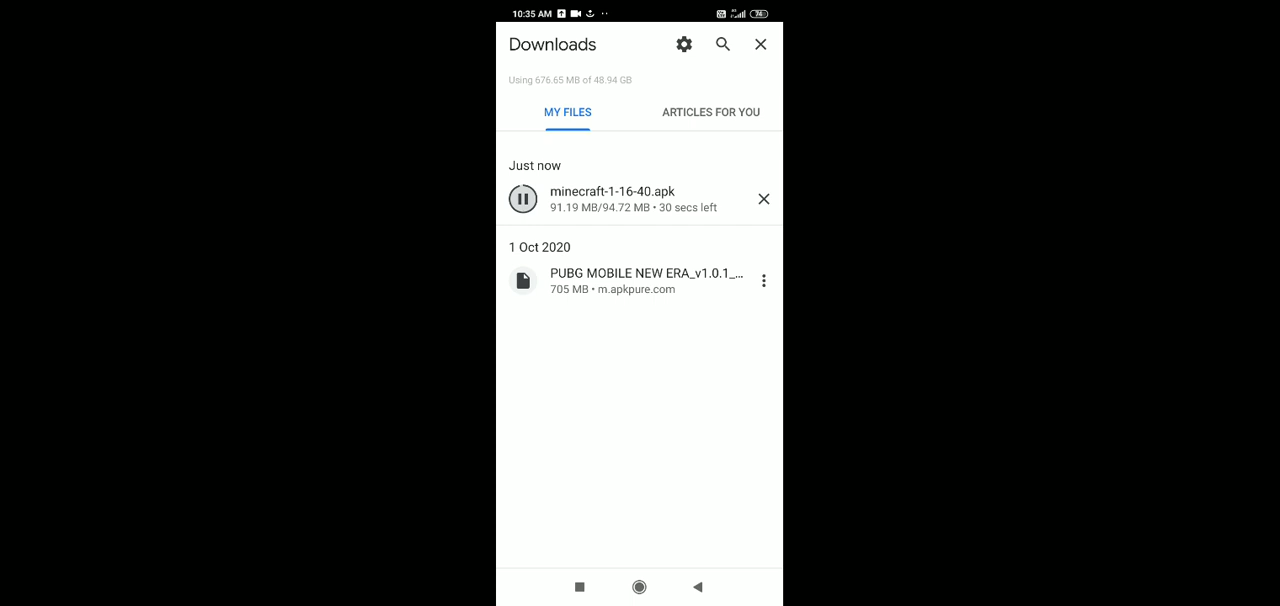 10:35 AM
74
Downloads
Using 676.65 MB of 48.94 GB
MY FILES
ARTICLES FOR YOU
Just now
minecraft-1-16-40.apk
91.19 MB/94.72 MB • 30 secs left
1 Oct 2020
PUBG MOBILE NEW ERA_v1.0.1_...
705 MB • m.apkpure.com